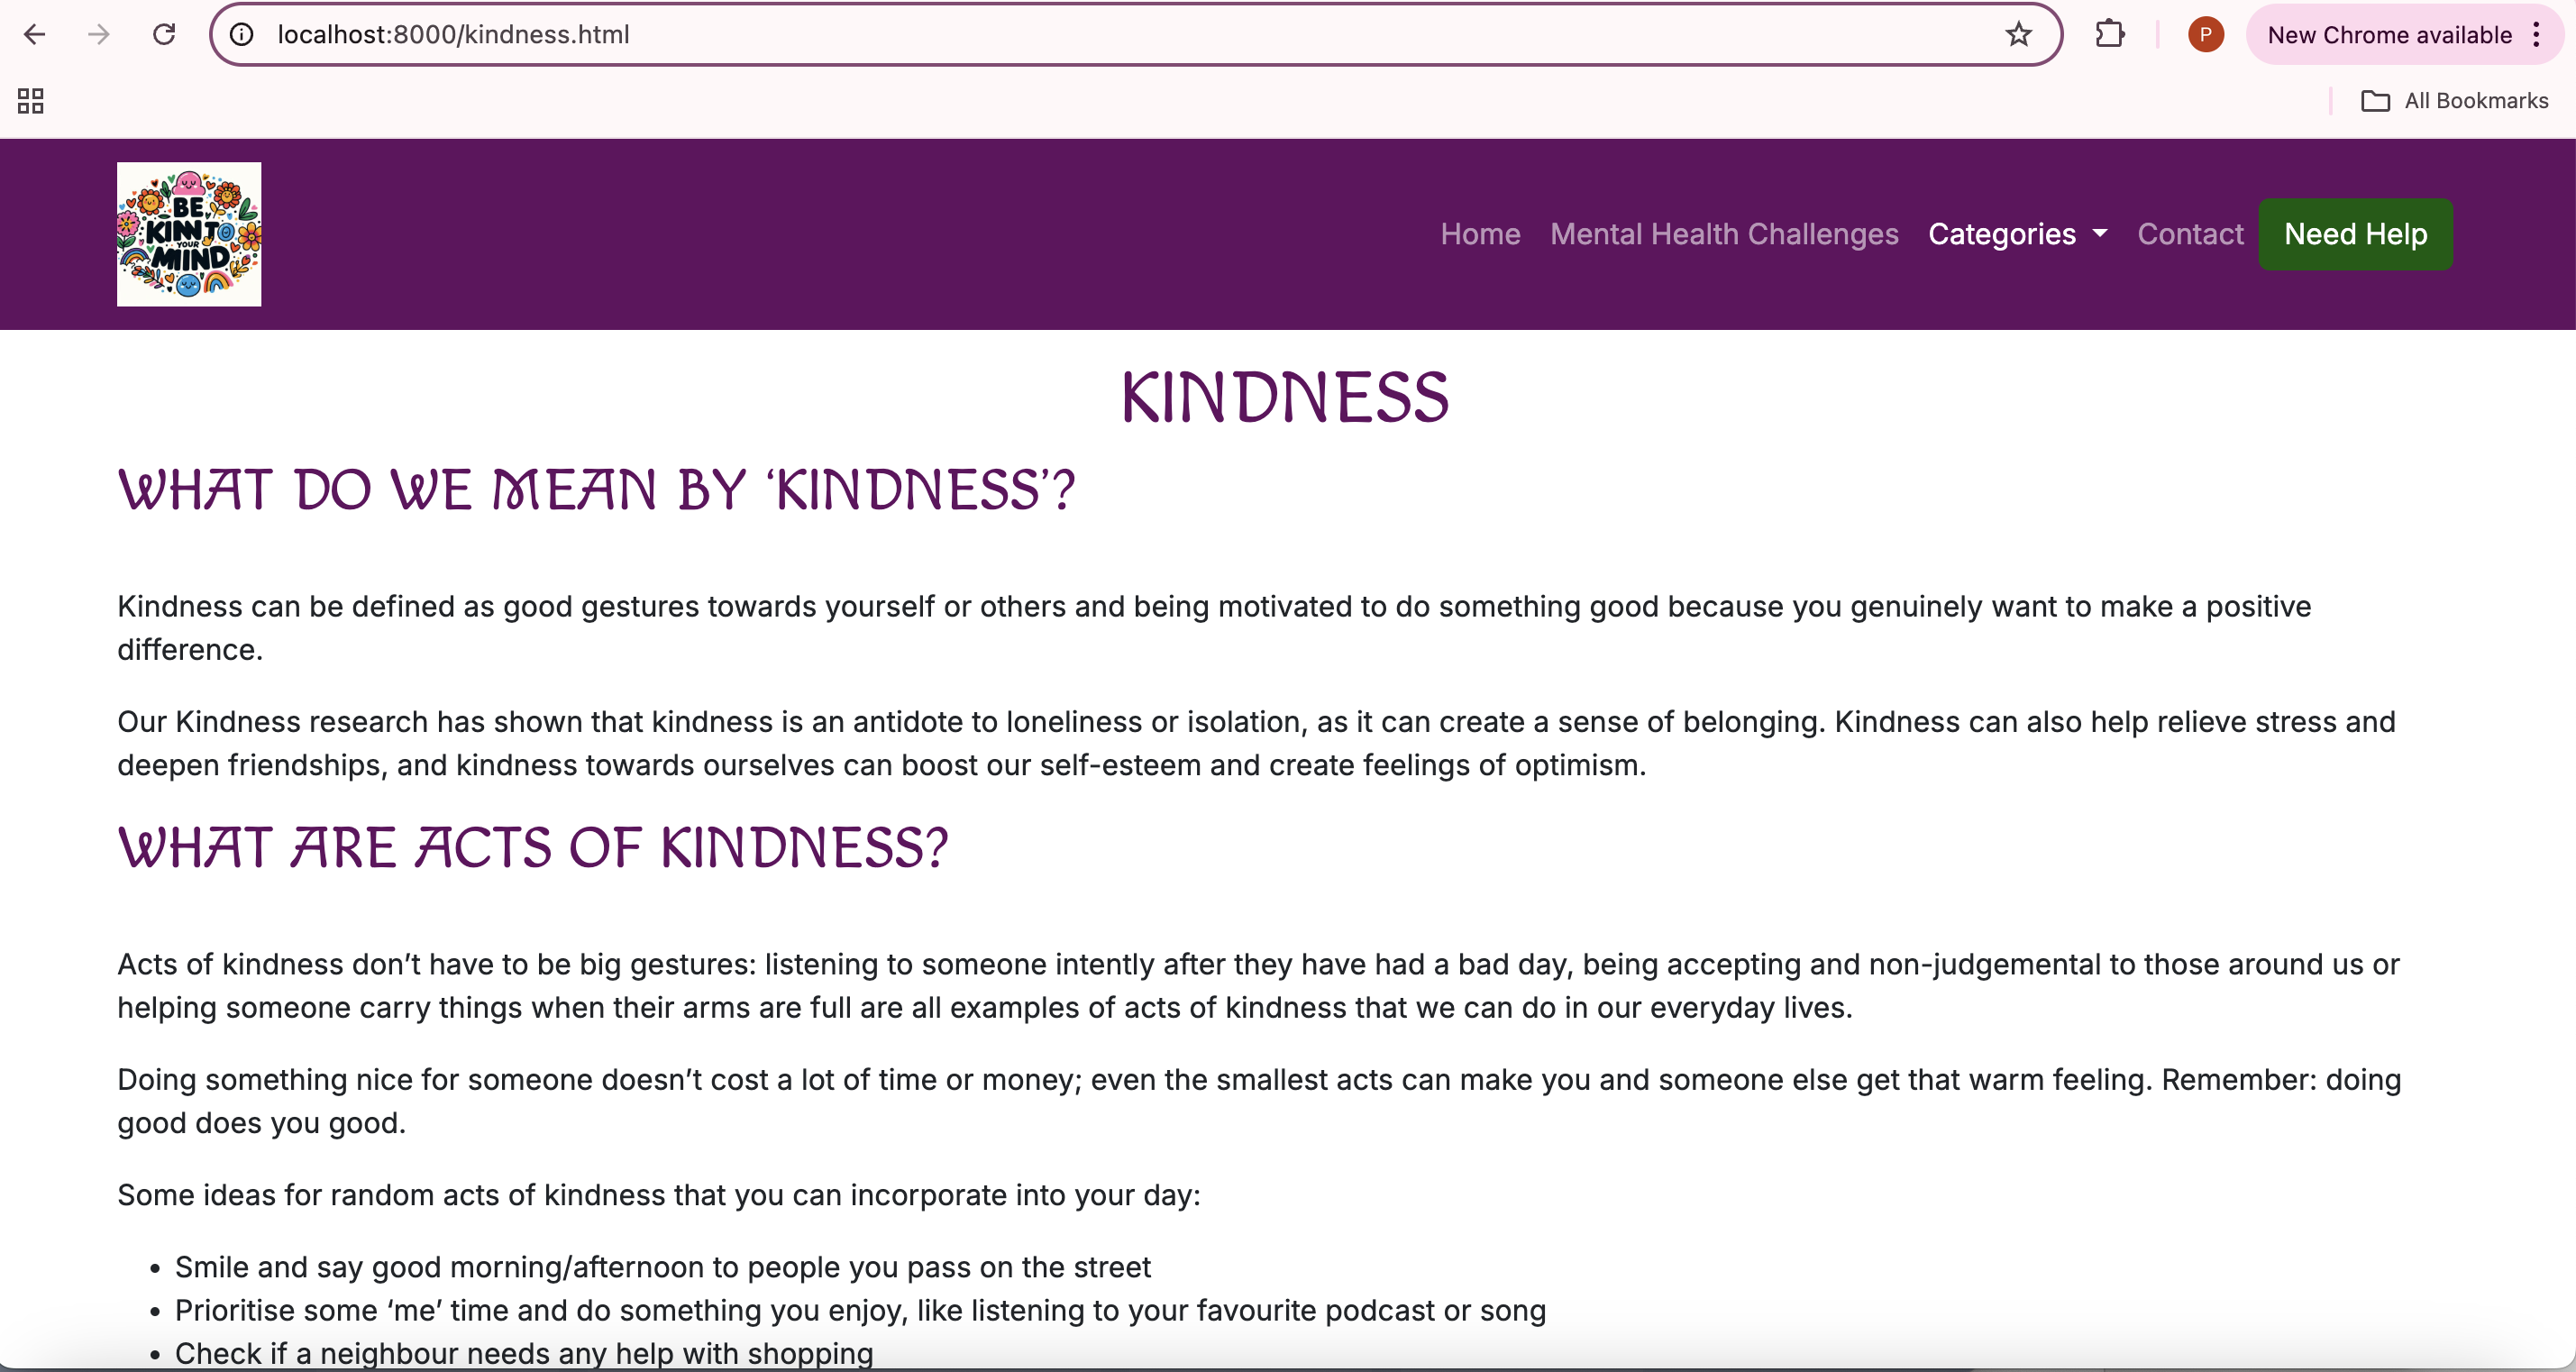 localhost:8000/kindness.html
P
New Chrome available
All Bookmarks
BE
KINNT
YOUR
MIIND
Home
Mental Health Challenges
Categories
Contact
Need Help
KINDNESS
WHAT DO WE MEAN BY ‘KINDNESS’?
Kindness can be defined as good gestures towards yourself or others and being motivated to do something good because you genuinely want to make a positive
difference.
Our Kindness research has shown that kindness is an antidote to loneliness or isolation, as it can create a sense of belonging. Kindness can also help relieve stress and
deepen friendships, and kindness towards ourselves can boost our self-esteem and create feelings of optimism.
WHAT ARE ACTS OF KINDNESS?
Acts of kindness don’t have to be big gestures: listening to someone intently after they have had a bad day, being accepting and non-judgemental to those around us or
helping someone carry things when their arms are full are all examples of acts of kindness that we can do in our everyday lives.
Doing something nice for someone doesn’t cost a lot of time or money; even the smallest acts can make you and someone else get that warm feeling. Remember: doing
good does you good.
Some ideas for random acts of kindness that you can incorporate into your day:
• Smile and say good morning/afternoon to people you pass on the street
• Prioritise some ‘me’ time and do something you enjoy, like listening to your favourite podcast or song
• Check if a neighbour needs any help with shopping